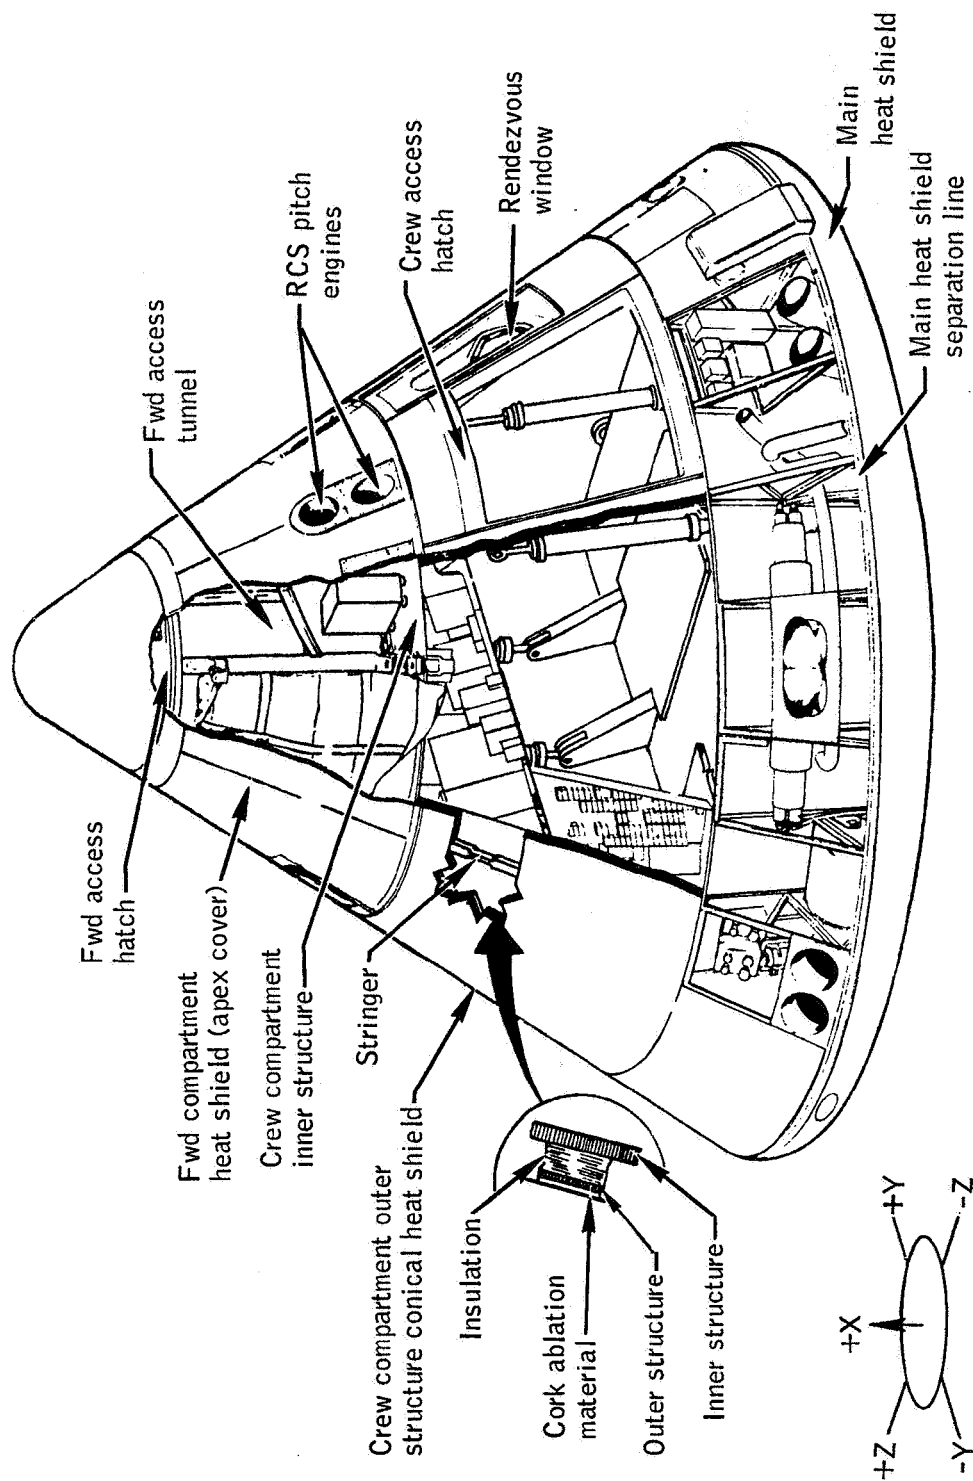 Fwd access
hatch
Fwd compartment
heat shield (apex cover)
Crew compartment
inner structure
Stringer
Crew compartment outer
structure conical heat shield
Insulation
Cork ablation
material
Outer structure
Inner structure
Fwd access
tunnel
RCS pitch
engines
Crew access
hatch
Rendezvous
window
Main
heat shield
Main heat shield
separation line
+X
+Y
-Z
+Z
-Y